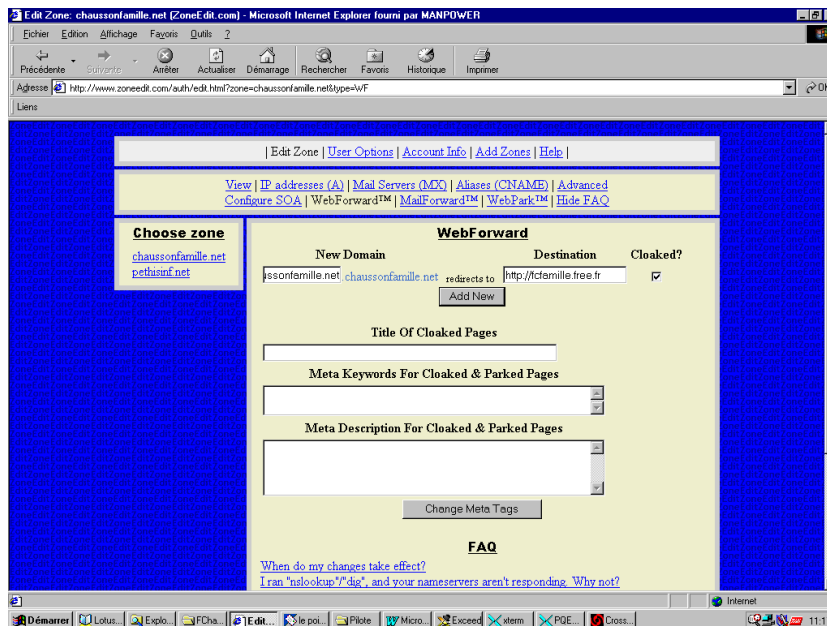 Edit Zone: chaussonfamille.net (ZoneEdit.com) - Microsoft Internet Explorer fourni par MANPOWER
Fichier Edition Affichage Favoris Outils ?
Précédente Suivante Arrêter Actualiser Démarrage Rechercher Favoris Historique Imprimer
Adresse http://www.zoneedit.com/auth/edit.html?zone=chaussonfamille.net&type=WF
Liens
| Edit Zone | User Options | Account Info | Add Zones | Help |
View | IP addresses (A) | Mail Servers (MX) | Aliases (CNAME) | Advanced
Configure SOA | WebForward™ | MailForward™ | WebPark™ | Hide FAQ
Choose zone
chaussonfamille.net
pethisinf.net
WebForward
New Domain Destination Cloaked?
ussonfamille.net .chaussonfamille.net redirects to http://fcfamille.free.fr
Add New
Title Of Cloaked Pages
Meta Keywords For Cloaked & Parked Pages
Meta Description For Cloaked & Parked Pages
Change Meta Tags
FAQ
When do my changes take effect?
I ran "nslookup"/"dig", and your nameservers aren't responding. Why not?
Internet
Démarrer Lotus... Explo... FCha... Edit... le poi... Pilote Micro... Exceed xterm PQE... Cross... 11:1